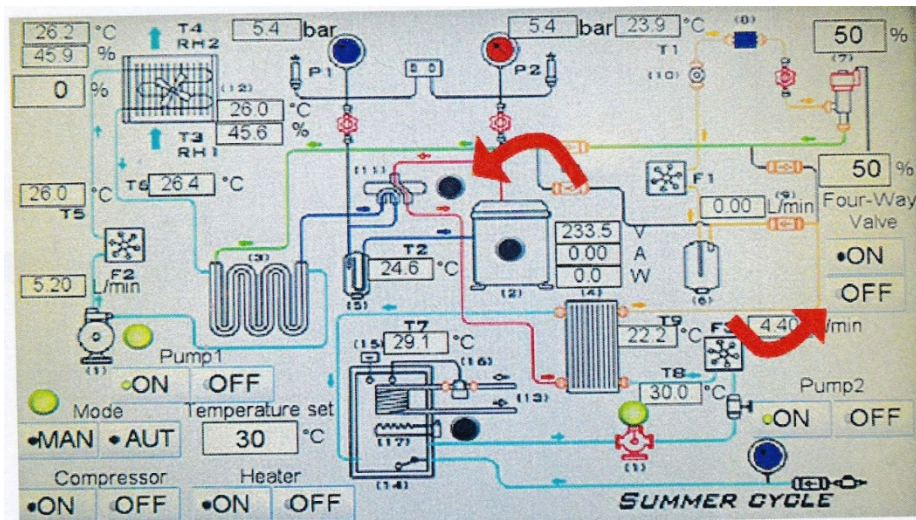 26.2 °C T4 5.4 bar 5.4 bar 23.9 °C (8) 50 %
45.9 % RH2 P1 P2 T1 (7)
0 % (12) (10)
26.0 °C
T3 45.6 %
RH1
T6 26.4 °C (11) F1 50 %
26.0 °C (9) Four-Way
T5 0.00 L/min Valve
(3) T2 233.5 V •ON
F2 24.6 °C 0.00 A
5.20 L/min (5) (2) 0.0 W (6) OFF
(4)
T7 T9 F3 4.40 /min
(1) (15) 29.1 °C (16) 22.2 °C
Pump1 T8
ON OFF (13) 30.0 °C Pump2
Mode Temperature set ON OFF
•MAN •AUT 30 °C (17) (1)
Compressor Heater (14)
•ON OFF •ON OFF SUMMER CYCLE